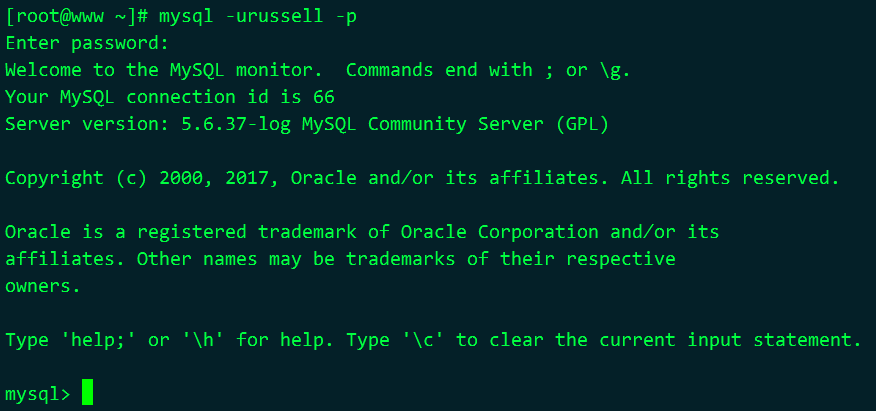 [root@www ~]# mysql -urussell -p
Enter password:
Welcome to the MySQL monitor.  Commands end with ; or \g.
Your MySQL connection id is 66
Server version: 5.6.37-log MySQL Community Server (GPL)
Copyright (c) 2000, 2017, Oracle and/or its affiliates. All rights reserved.
Oracle is a registered trademark of Oracle Corporation and/or its
affiliates. Other names may be trademarks of their respective
owners.
Type 'help;' or '\h' for help. Type '\c' to clear the current input statement.
mysql>